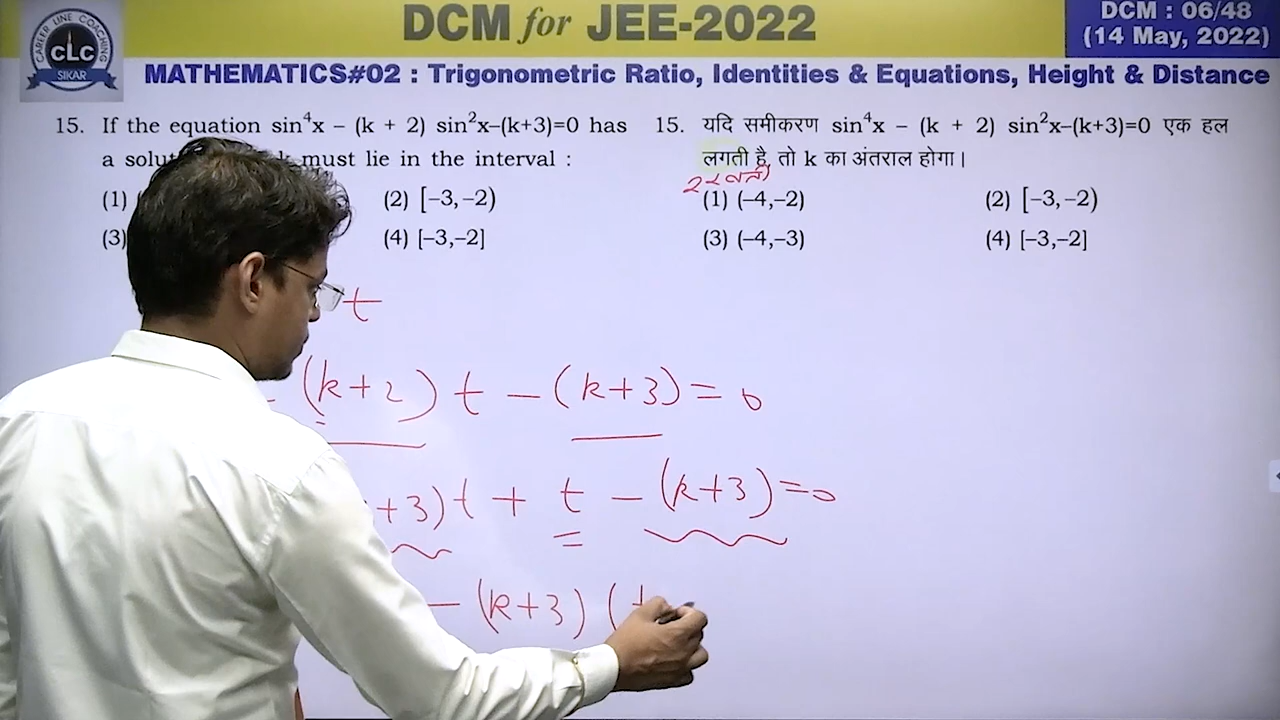 DCM for JEE-2022
DCM : 06/48
(14 May, 2022)
CAREER LINE COACHING
CLC
SIKAR
MATHEMATICS#02 : Trigonometric Ratio, Identities & Equations, Height & Distance
15. If the equation sin⁴x – (k + 2) sin²x–(k+3)=0 has
a must lie in the interval :
(1)
(2) [–3,–2)
(3)
(4) [–3,–2]
15. यदि समीकरण sin⁴x – (k + 2) sin²x–(k+3)=0 एक हल
लगती है, तो k का अंतराल होगा।
(1) (–4,–2)
(2) [–3,–2)
(3) (–4,–3)
(4) [–3,–2]
t
(k+2) t – (k+3) = 0
+3) t + t – (k+3) = 0
– (k+3) (